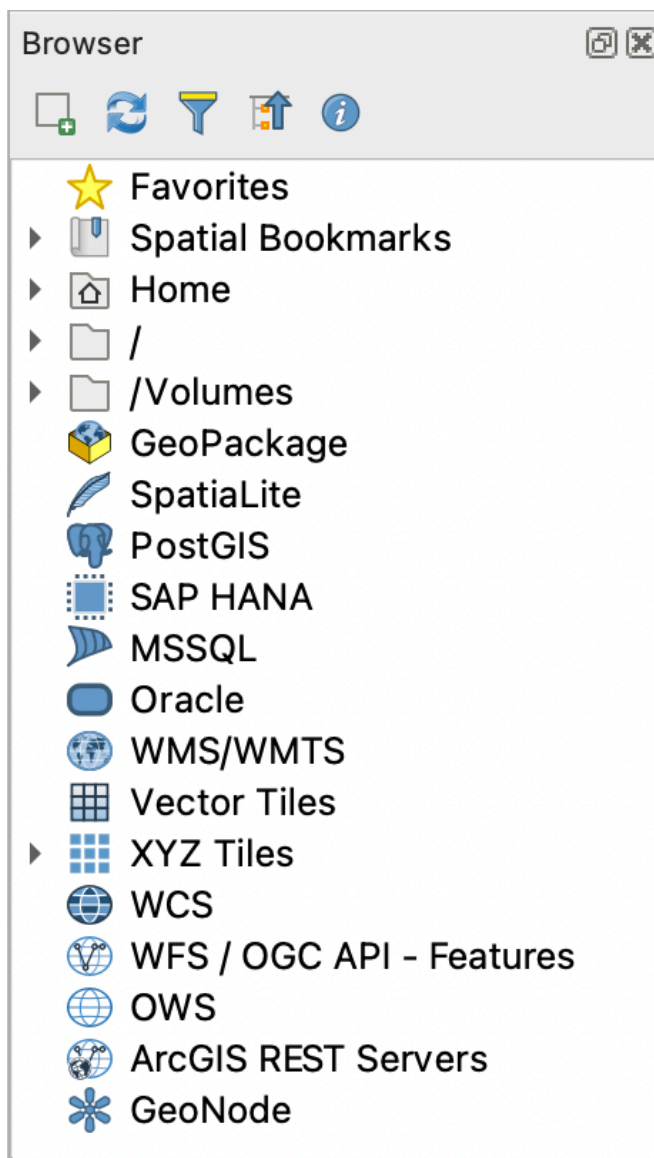 Browser
Favorites
Spatial Bookmarks
Home
/
/Volumes
GeoPackage
SpatiaLite
PostGIS
SAP HANA
MSSQL
Oracle
WMS/WMTS
Vector Tiles
XYZ Tiles
WCS
WFS / OGC API - Features
OWS
ArcGIS REST Servers
GeoNode